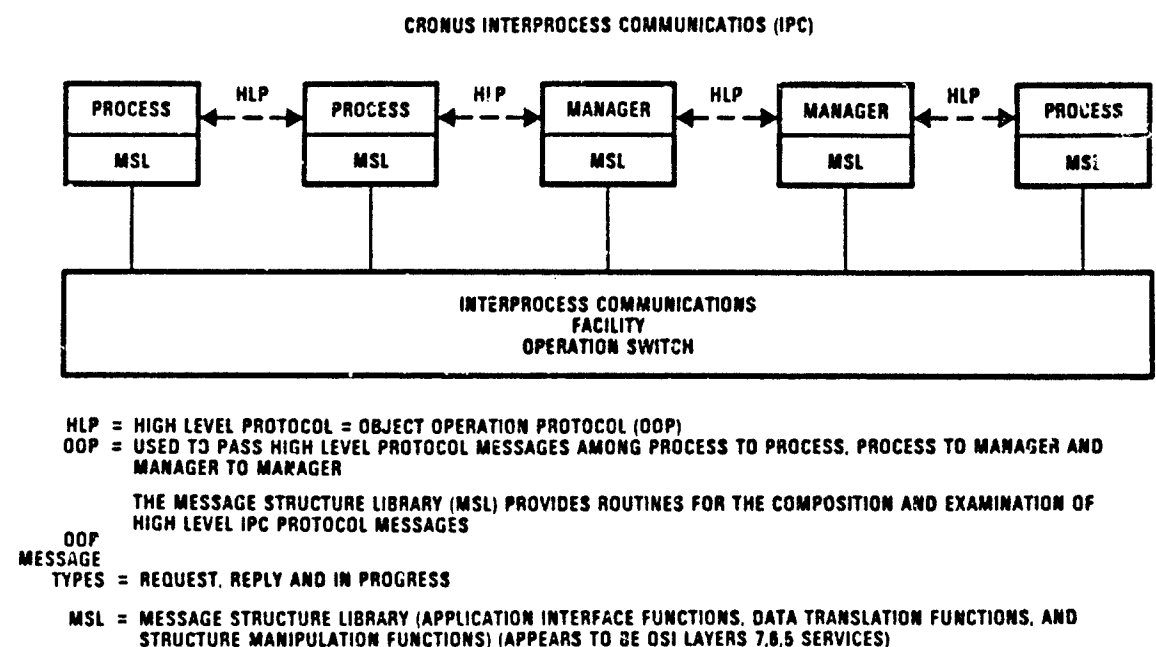 CRONUS INTERPROCESS COMMUNICATIOS (IPC)
HLP HLP HLP HLP
PROCESS PROCESS MANAGER MANAGER PROCESS
MSL MSL MSL MSL MSL
INTERPROCESS COMMUNICATIONS
FACILITY
OPERATION SWITCH
HLP = HIGH LEVEL PROTOCOL = OBJECT OPERATION PROTOCOL (OOP)
OOP = USED TO PASS HIGH LEVEL PROTOCOL MESSAGES AMONG PROCESS TO PROCESS, PROCESS TO MANAGER AND
MANAGER TO MANAGER
THE MESSAGE STRUCTURE LIBRARY (MSL) PROVIDES ROUTINES FOR THE COMPOSITION AND EXAMINATION OF
HIGH LEVEL IPC PROTOCOL MESSAGES
OOP
MESSAGE
TYPES = REQUEST, REPLY AND IN PROGRESS
MSL = MESSAGE STRUCTURE LIBRARY (APPLICATION INTERFACE FUNCTIONS, DATA TRANSLATION FUNCTIONS, AND
STRUCTURE MANIPULATION FUNCTIONS) (APPEARS TO BE OSI LAYERS 7,6,5 SERVICES)